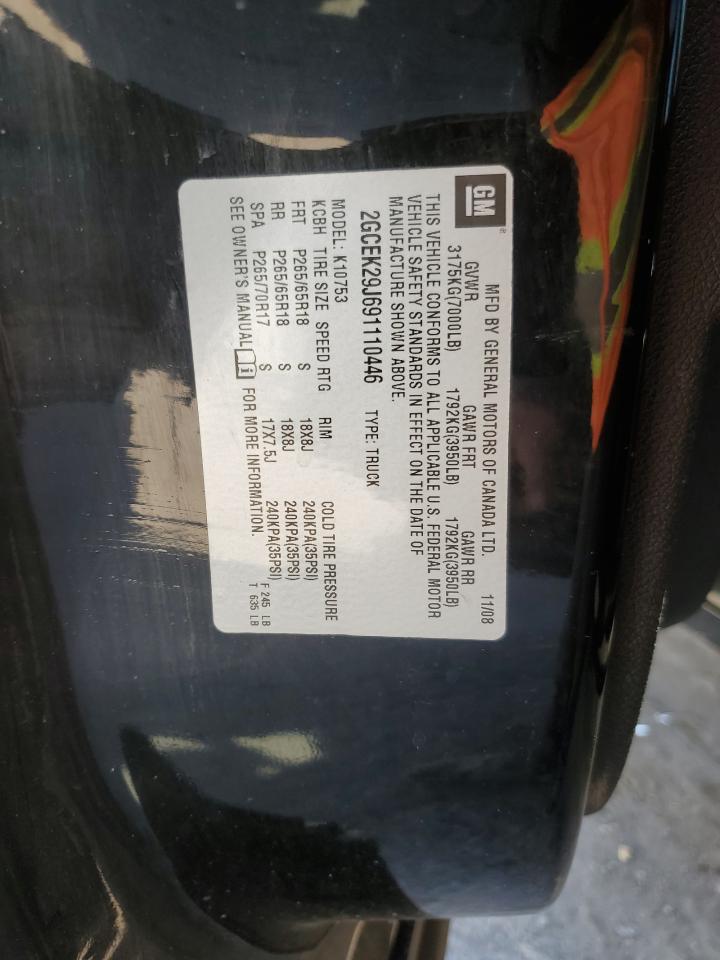 GM®
MFD BY GENERAL MOTORS OF CANADA LTD. 11/08
GVWR GAWR FRT GAWR RR
3175KG(7000LB) 1792KG(3950LB) 1792KG(3950LB)
THIS VEHICLE CONFORMS TO ALL APPLICABLE U.S. FEDERAL MOTOR
VEHICLE SAFETY STANDARDS IN EFFECT ON THE DATE OF
MANUFACTURE SHOWN ABOVE.
2GCEK29J691110446 TYPE: TRUCK
MODEL: K10753
KCBH TIRE SIZE SPEED RTG RIM COLD TIRE PRESSURE
FRT P265/65R18 S 18X8J 240KPA(35PSI)
RR P265/65R18 S 18X8J 240KPA(35PSI)
SPA P265/70R17 S 17X7.5J 240KPA(35PSI)
SEE OWNER'S MANUAL i FOR MORE INFORMATION.
F 245 LB
T 635 LB